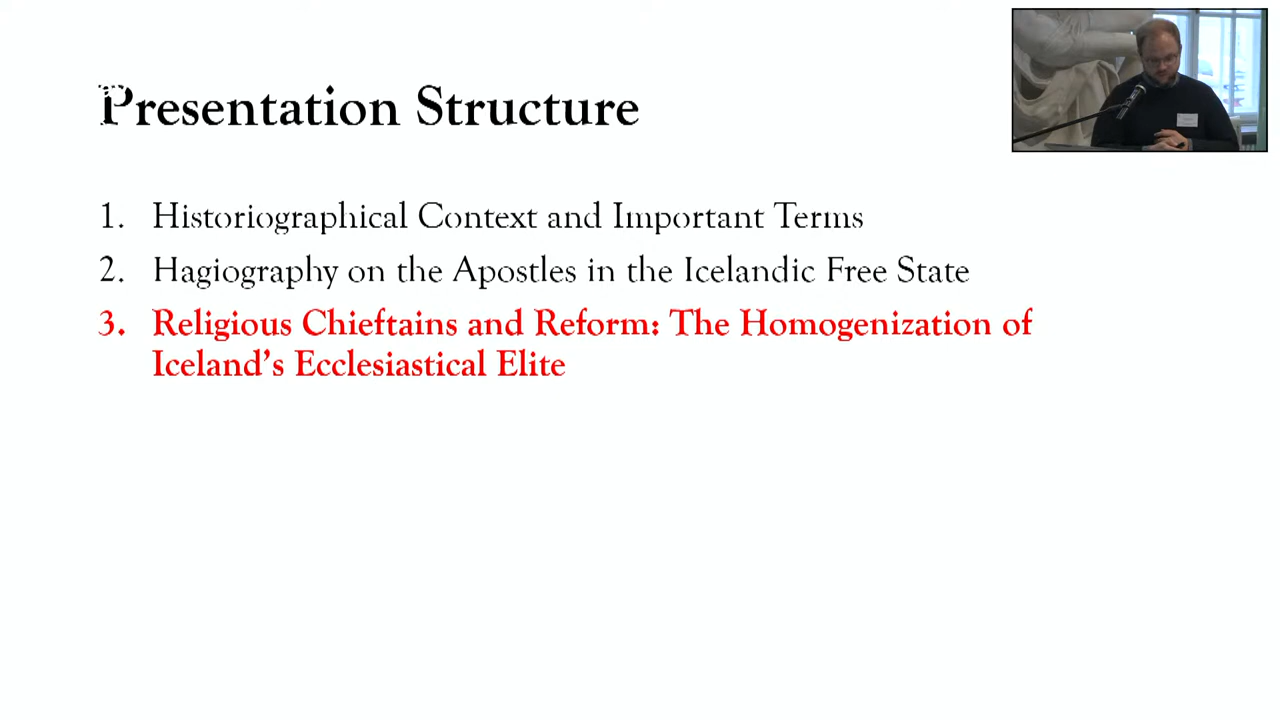 Presentation Structure
1. Historiographical Context and Important Terms
2. Hagiography on the Apostles in the Icelandic Free State
3. Religious Chieftains and Reform: The Homogenization of
Iceland's Ecclesiastical Elite